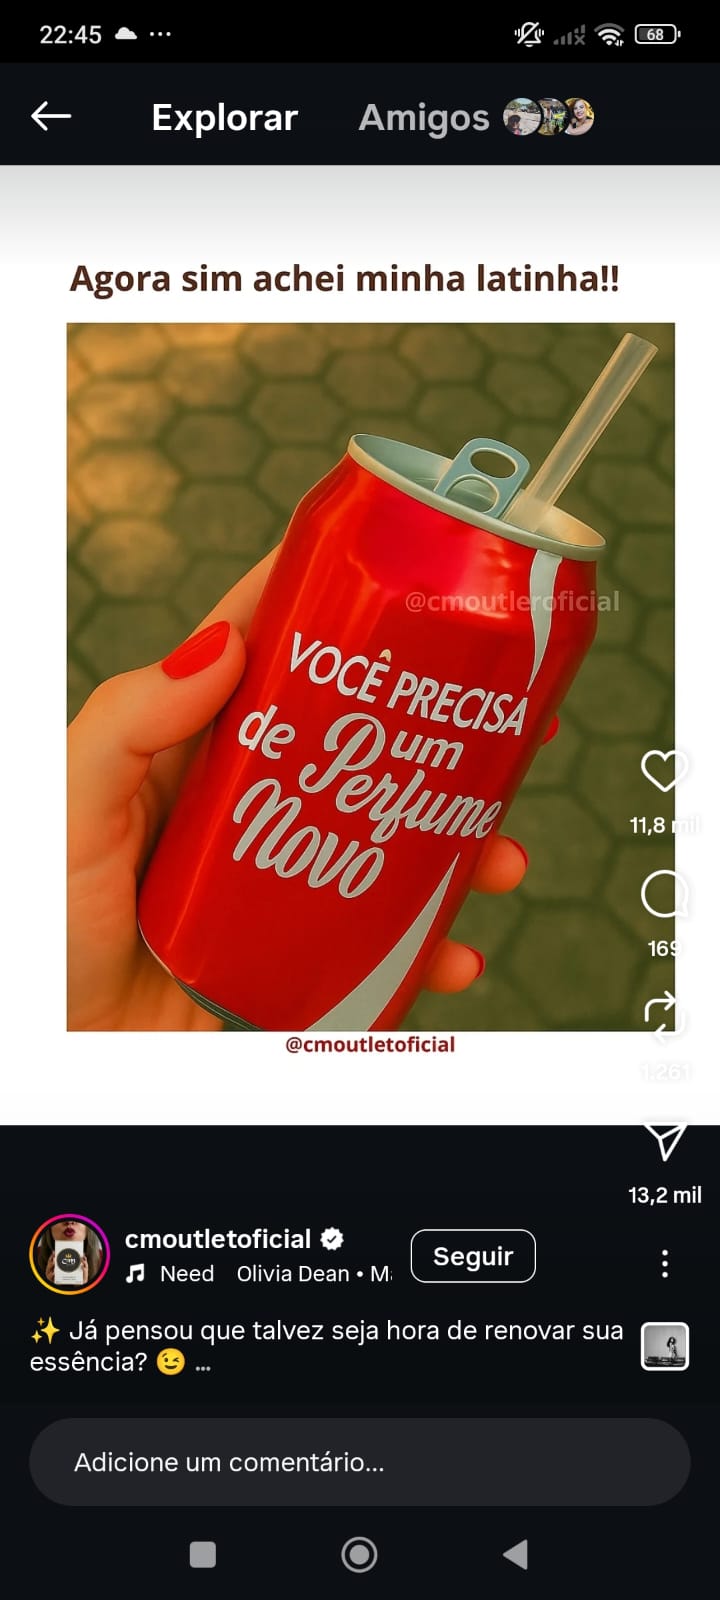 22:45
68
Explorar
Amigos
Agora sim achei minha latinha!!
@cmoutleroficial
VOCÊ PRECISA
de um
Perfume
Novo
11,8 mil
169
1.261
@cmoutletoficial
13,2 mil
cmoutletoficial
Seguir
Need Olivia Dean • M
✨ Já pensou que talvez seja hora de renovar sua
essência? 😉 ...
Adicione um comentário...